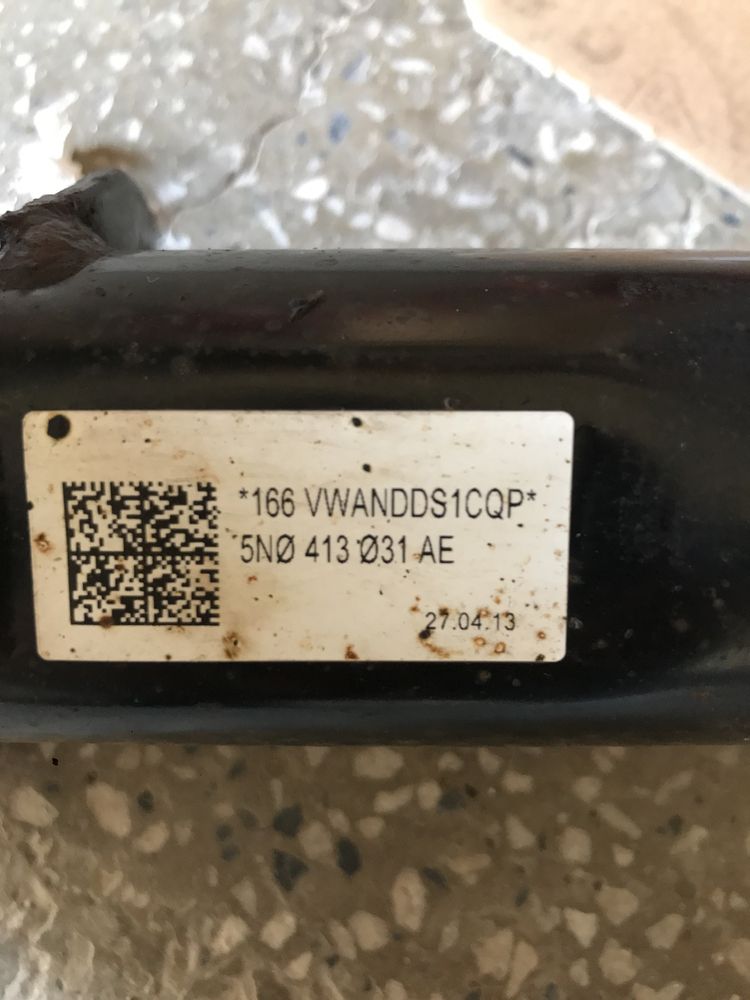 *166 VWANDDS1CQP*
5NØ 413 Ø31 AE
27.04.13